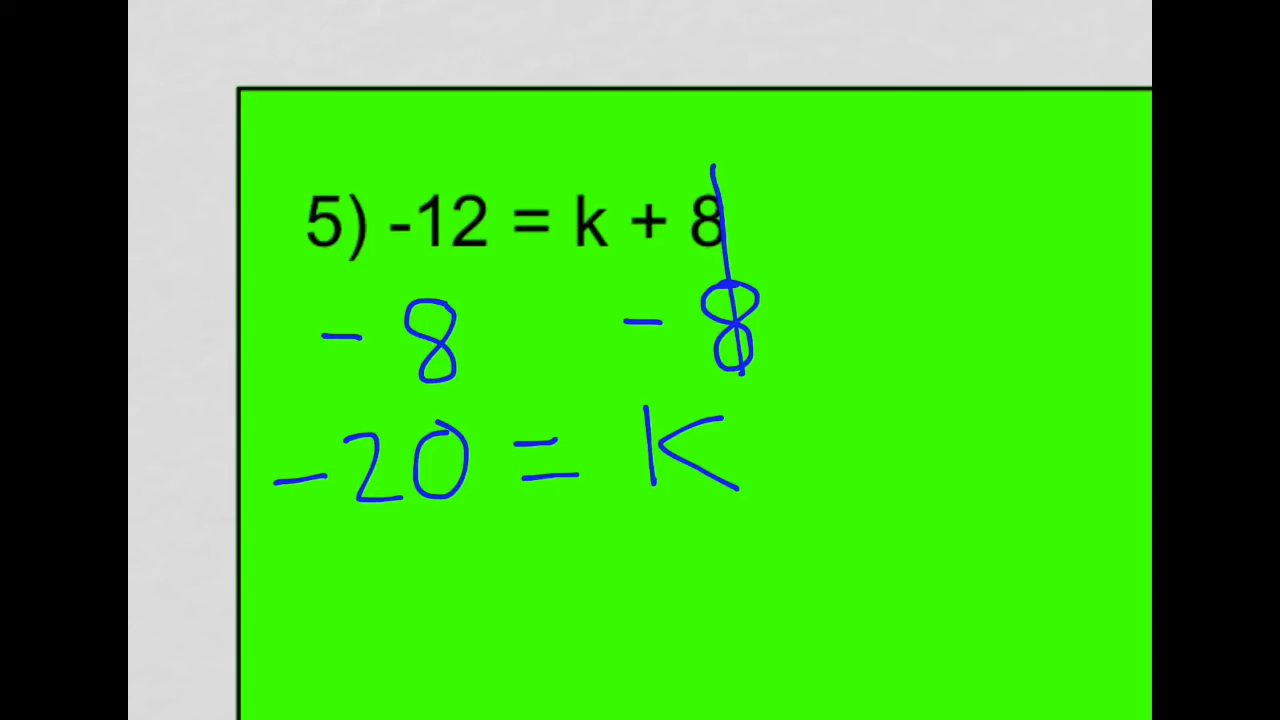 5) -12 = k + 8
- 8 - 8
-20 = K